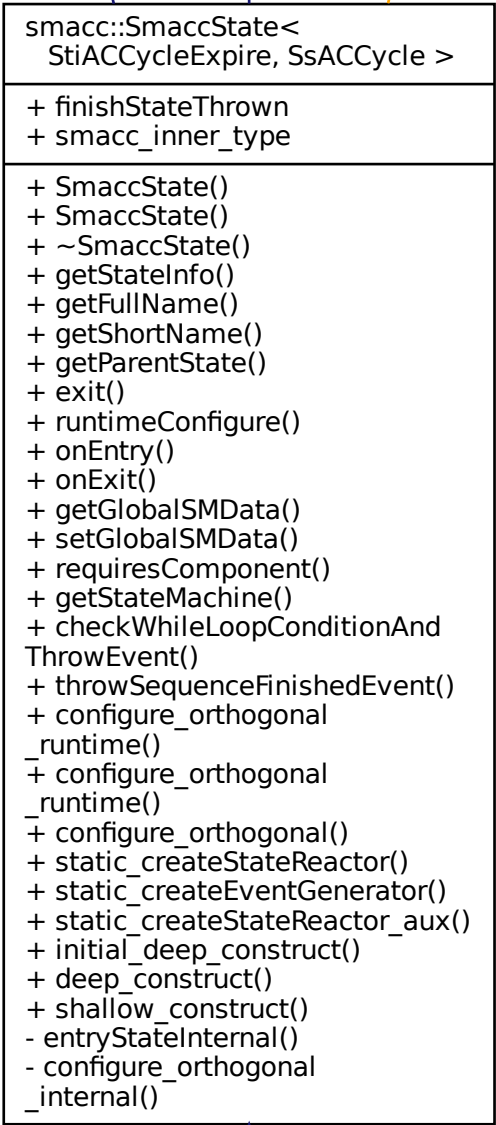 smacc::SmaccState<
StiACCycleExpire, SsACCycle >
+ finishStateThrown
+ smacc_inner_type
+ SmaccState()
+ SmaccState()
+ ~SmaccState()
+ getStateInfo()
+ getFullName()
+ getShortName()
+ getParentState()
+ exit()
+ runtimeConfigure()
+ onEntry()
+ onExit()
+ getGlobalSMData()
+ setGlobalSMData()
+ requiresComponent()
+ getStateMachine()
+ checkWhileLoopConditionAnd
ThrowEvent()
+ throwSequenceFinishedEvent()
+ configure_orthogonal
_runtime()
+ configure_orthogonal
_runtime()
+ configure_orthogonal()
+ static_createStateReactor()
+ static_createEventGenerator()
+ static_createStateReactor_aux()
+ initial_deep_construct()
+ deep_construct()
+ shallow_construct()
- entryStateInternal()
- configure_orthogonal
_internal()